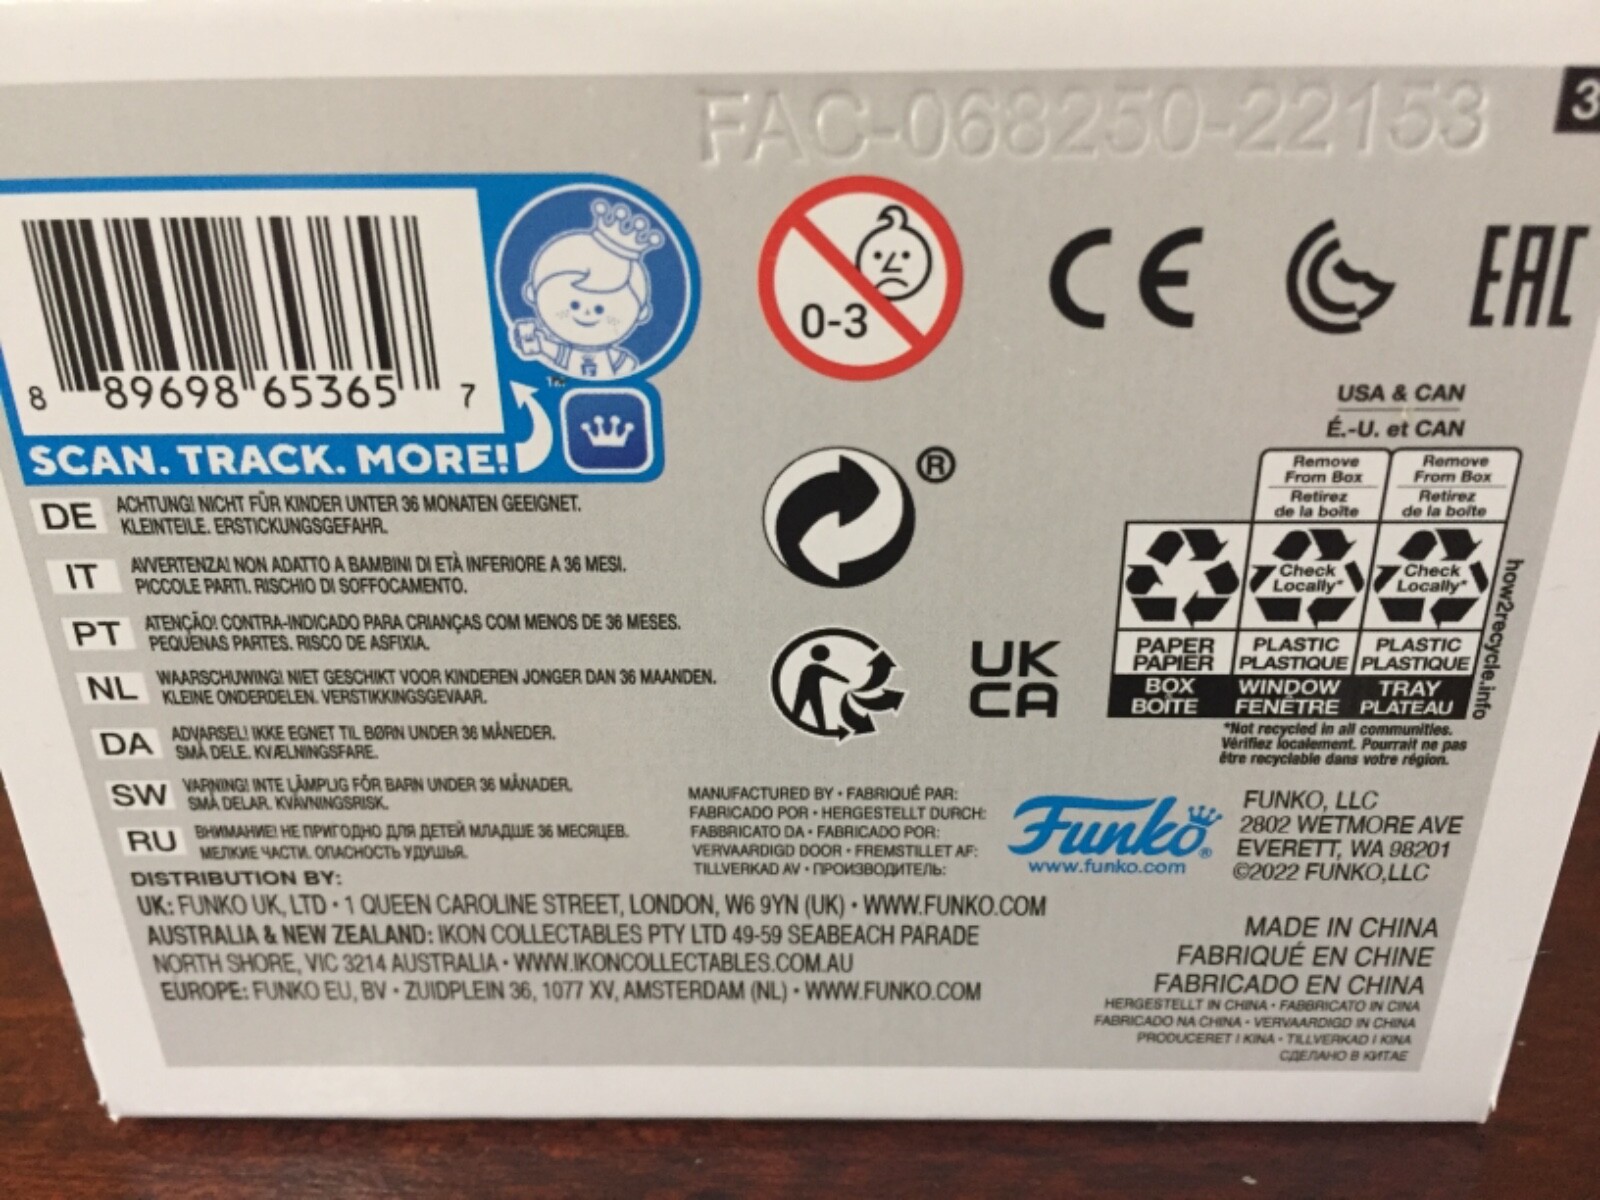 FAC-068250-22153
3
8 89698 65365 7
SCAN. TRACK. MORE!
TM
0-3
CE
EAC
DE ACHTUNG! NICHT FÜR KINDER UNTER 36 MONATEN GEEIGNET.
KLEINTEILE. ERSTICKUNGSGEFAHR.
IT AVVERTENZA! NON ADATTO A BAMBINI DI ETÀ INFERIORE A 36 MESI.
PICCOLE PARTI. RISCHIO DI SOFFOCAMENTO.
PT ATENÇÃO! CONTRA-INDICADO PARA CRIANÇAS COM MENOS DE 36 MESES.
PEQUENAS PARTES. RISCO DE ASFIXIA.
NL WAARSCHUWING! NIET GESCHIKT VOOR KINDEREN JONGER DAN 36 MAANDEN.
KLEINE ONDERDELEN. VERSTIKKINGSGEVAAR.
DA ADVARSEL! IKKE EGNET TIL BØRN UNDER 36 MÅNEDER.
SMÅ DELE. KVÆLNINGSFARE.
SW VARNING! INTE LÄMPLIG FÖR BARN UNDER 36 MÅNADER.
SMÅ DELAR. KVÄVNINGSRISK.
RU ВНИМАНИЕ! НЕ ПРИГОДНО ДЛЯ ДЕТЕЙ МЛАДШЕ 36 МЕСЯЦЕВ.
МЕЛКИЕ ЧАСТИ. ОПАСНОСТЬ УДУШЬЯ.
®
UK
CA
USA & CAN
É.-U. et CAN
Remove
From Box
Retirez
de la boîte
Remove
From Box
Retirez
de la boîte
Check
Locally*
Check
Locally*
PAPER
PAPIER
PLASTIC
PLASTIQUE
PLASTIC
PLASTIQUE
BOX
BOÎTE
WINDOW
FENÊTRE
TRAY
PLATEAU
how2recycle.info
*Not recycled in all communities.
Vérifiez localement. Pourrait ne pas
être recyclable dans votre région.
MANUFACTURED BY • FABRIQUÉ PAR:
FABRICADO POR • HERGESTELLT DURCH:
FABBRICATO DA • FABRICADO POR:
VERVAARDIGD DOOR • FREMSTILLET AF:
TILLVERKAD AV • ПРОИЗВОДИТЕЛЬ:
Funko®
www.funko.com
FUNKO, LLC
2802 WETMORE AVE
EVERETT, WA 98201
©2022 FUNKO,LLC
DISTRIBUTION BY:
UK: FUNKO UK, LTD • 1 QUEEN CAROLINE STREET, LONDON, W6 9YN (UK) • WWW.FUNKO.COM
AUSTRALIA & NEW ZEALAND: IKON COLLECTABLES PTY LTD 49-59 SEABEACH PARADE
NORTH SHORE, VIC 3214 AUSTRALIA • WWW.IKONCOLLECTABLES.COM.AU
EUROPE: FUNKO EU, BV • ZUIDPLEIN 36, 1077 XV, AMSTERDAM (NL) • WWW.FUNKO.COM
MADE IN CHINA
FABRIQUÉ EN CHINE
FABRICADO EN CHINA
HERGESTELLT IN CHINA • FABBRICATO IN CINA
FABRICADO NA CHINA • VERVAARDIGD IN CHINA
PRODUCERET I KINA • TILLVERKAD I KINA
СДЕЛАНО В КИТАЕ